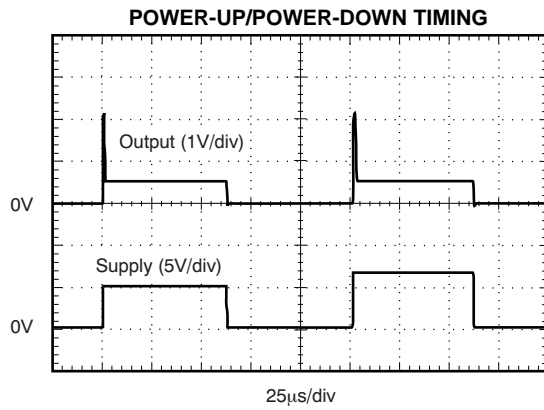 POWER-UP/POWER-DOWN TIMING
Output (1V/div)
0V
Supply (5V/div)
0V
25µs/div